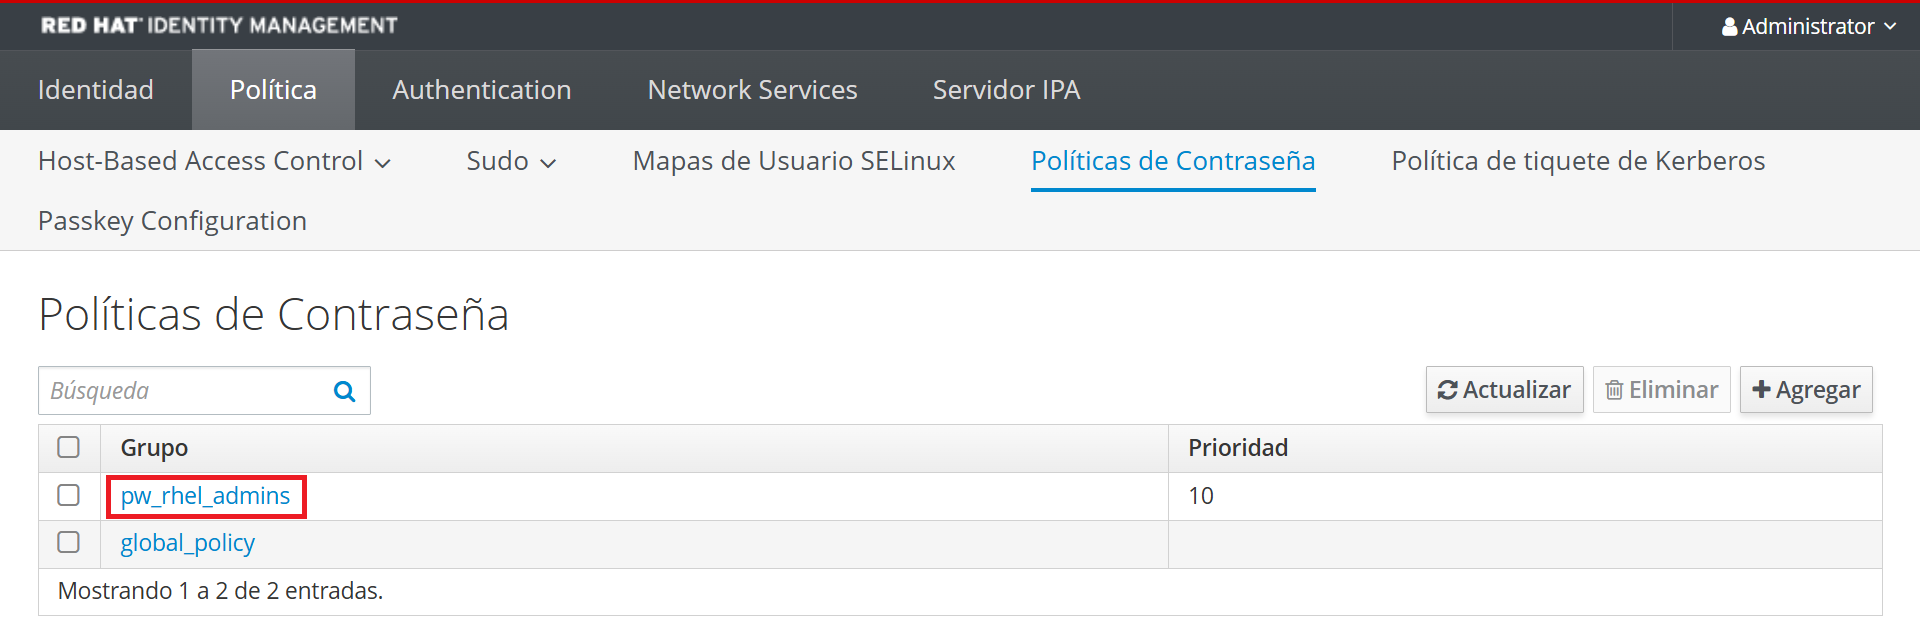 RED HAT IDENTITY MANAGEMENT Administrator
Identidad Política Authentication Network Services Servidor IPA
Host-Based Access Control Sudo Mapas de Usuario SELinux Políticas de Contraseña Política de tiquete de Kerberos
Passkey Configuration
Políticas de Contraseña
Búsqueda Actualizar Eliminar Agregar
Grupo Prioridad
pw_rhel_admins 10
global_policy
Mostrando 1 a 2 de 2 entradas.